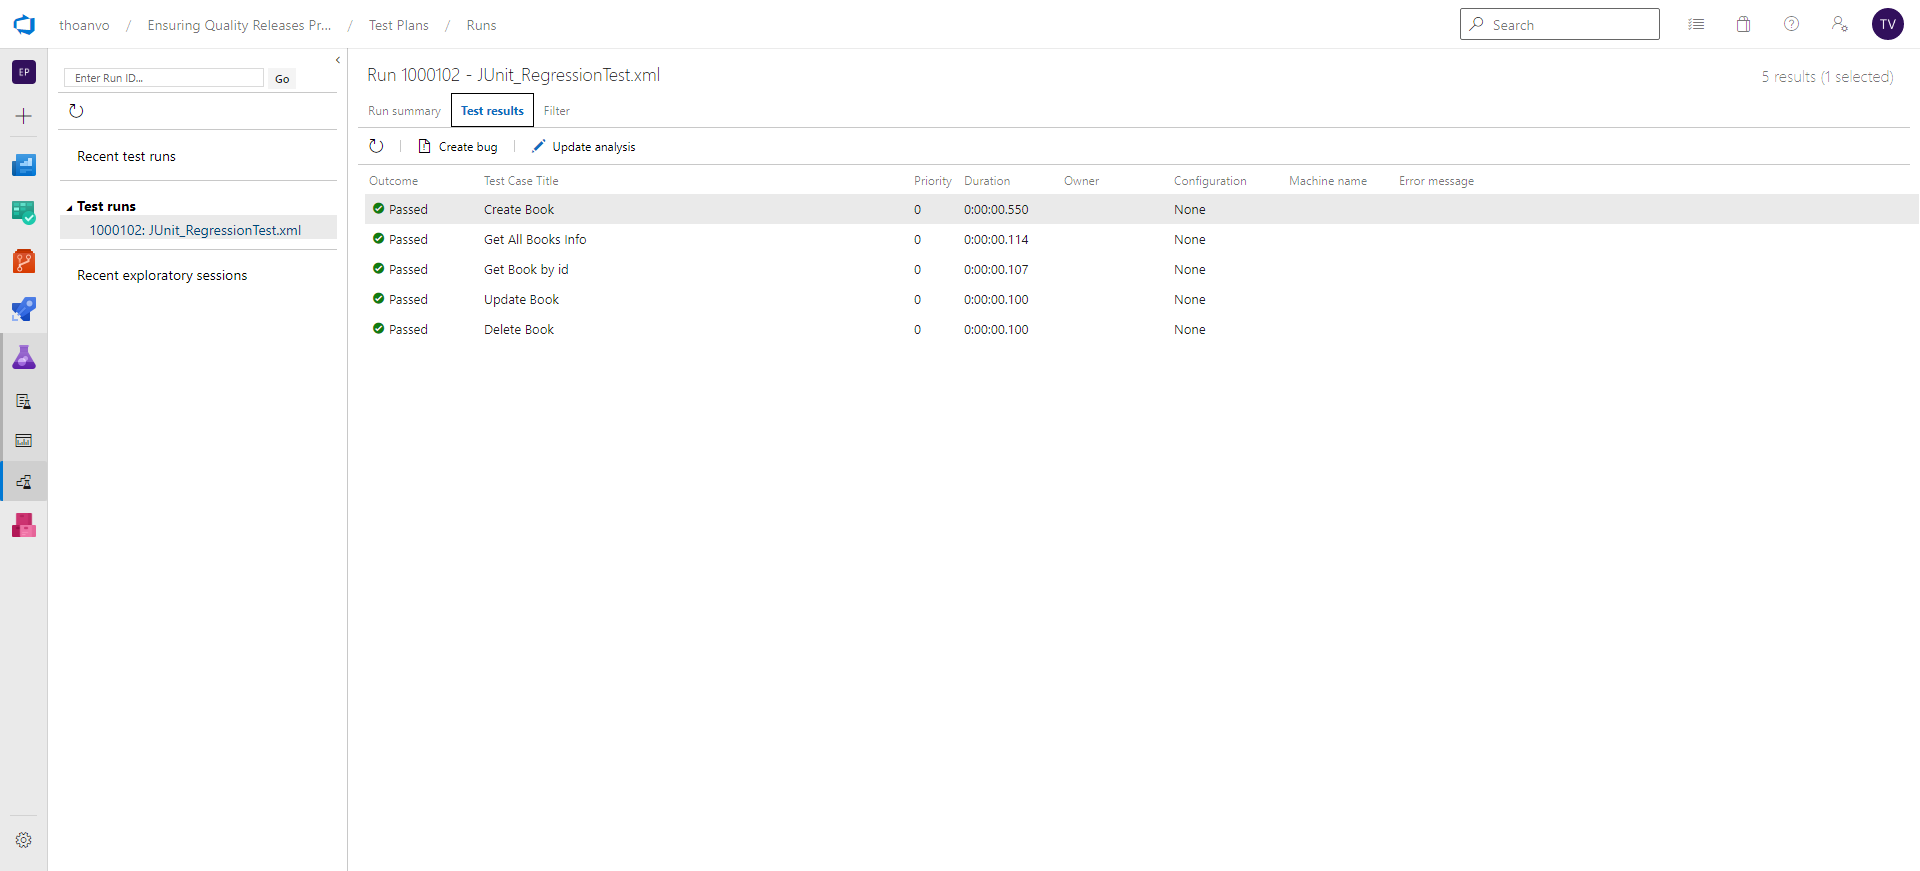 thoanvo / Ensuring Quality Releases Pr... / Test Plans / Runs
Search
TV
EP
Enter Run ID...
Go
Recent test runs
Test runs
1000102: JUnit_RegressionTest.xml
Recent exploratory sessions
Run 1000102 - JUnit_RegressionTest.xml
5 results (1 selected)
Run summary Test results Filter
Create bug Update analysis
Outcome Test Case Title Priority Duration Owner Configuration Machine name Error message
Passed Create Book 0 0:00:00.550 None
Passed Get All Books Info 0 0:00:00.114 None
Passed Get Book by id 0 0:00:00.107 None
Passed Update Book 0 0:00:00.100 None
Passed Delete Book 0 0:00:00.100 None